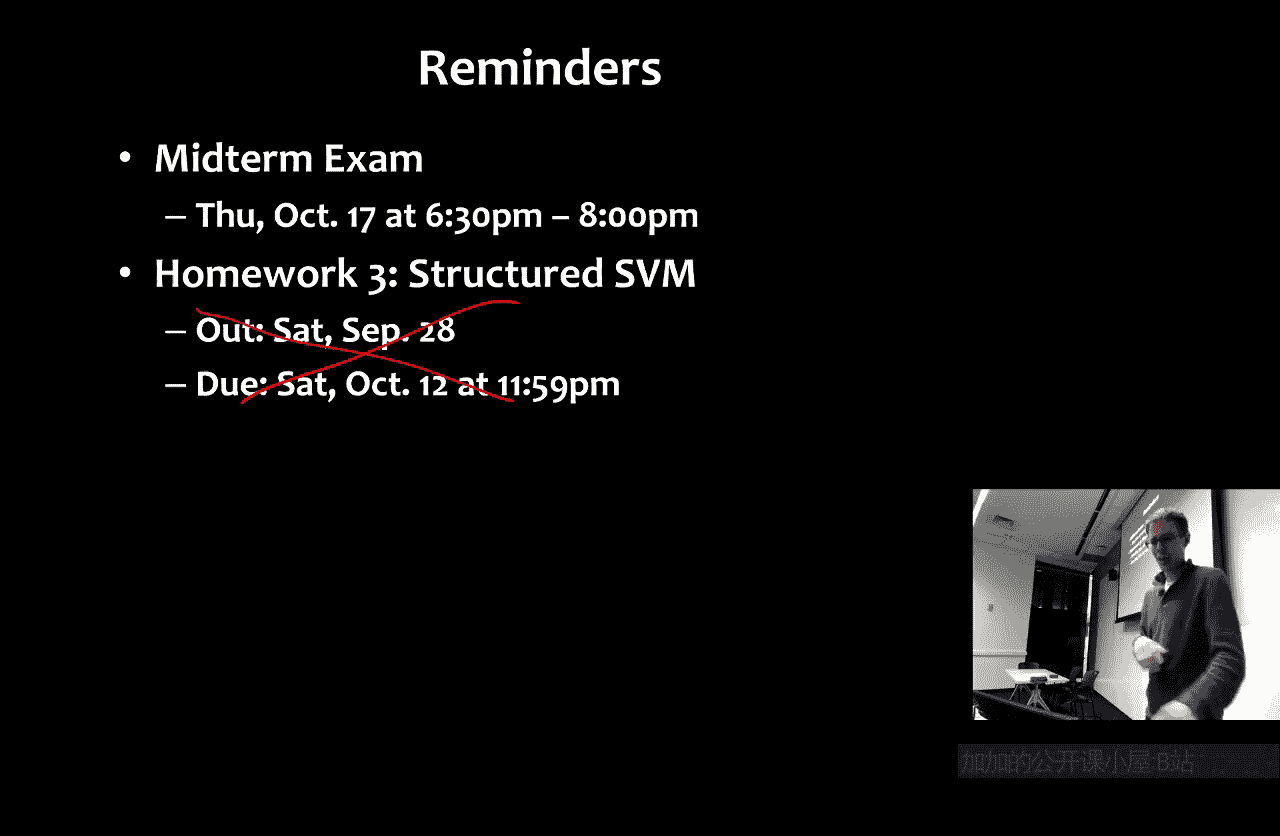 Reminders
• Midterm Exam
– Thu, Oct. 17 at 6:30pm – 8:00pm
• Homework 3: Structured SVM
– Out: Sat, Sep. 28
– Due: Sat, Oct. 12 at 11:59pm
加加的公开课小屋:B站